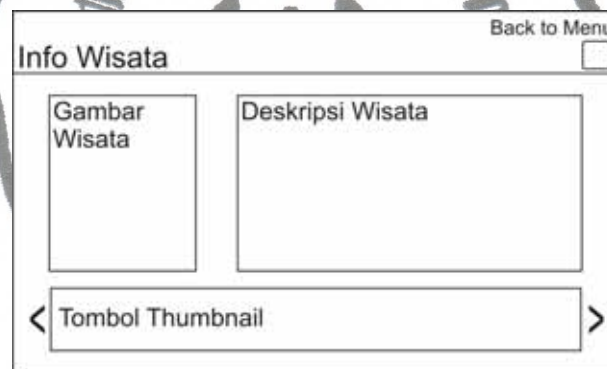 Back to Menu
Info Wisata
Gambar
Wisata
Deskripsi Wisata
< Tombol Thumbnail >